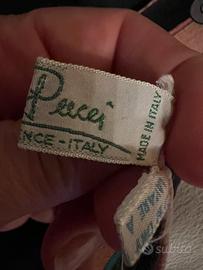 Pucci
NCE - ITALY
MADE IN ITALY
subito